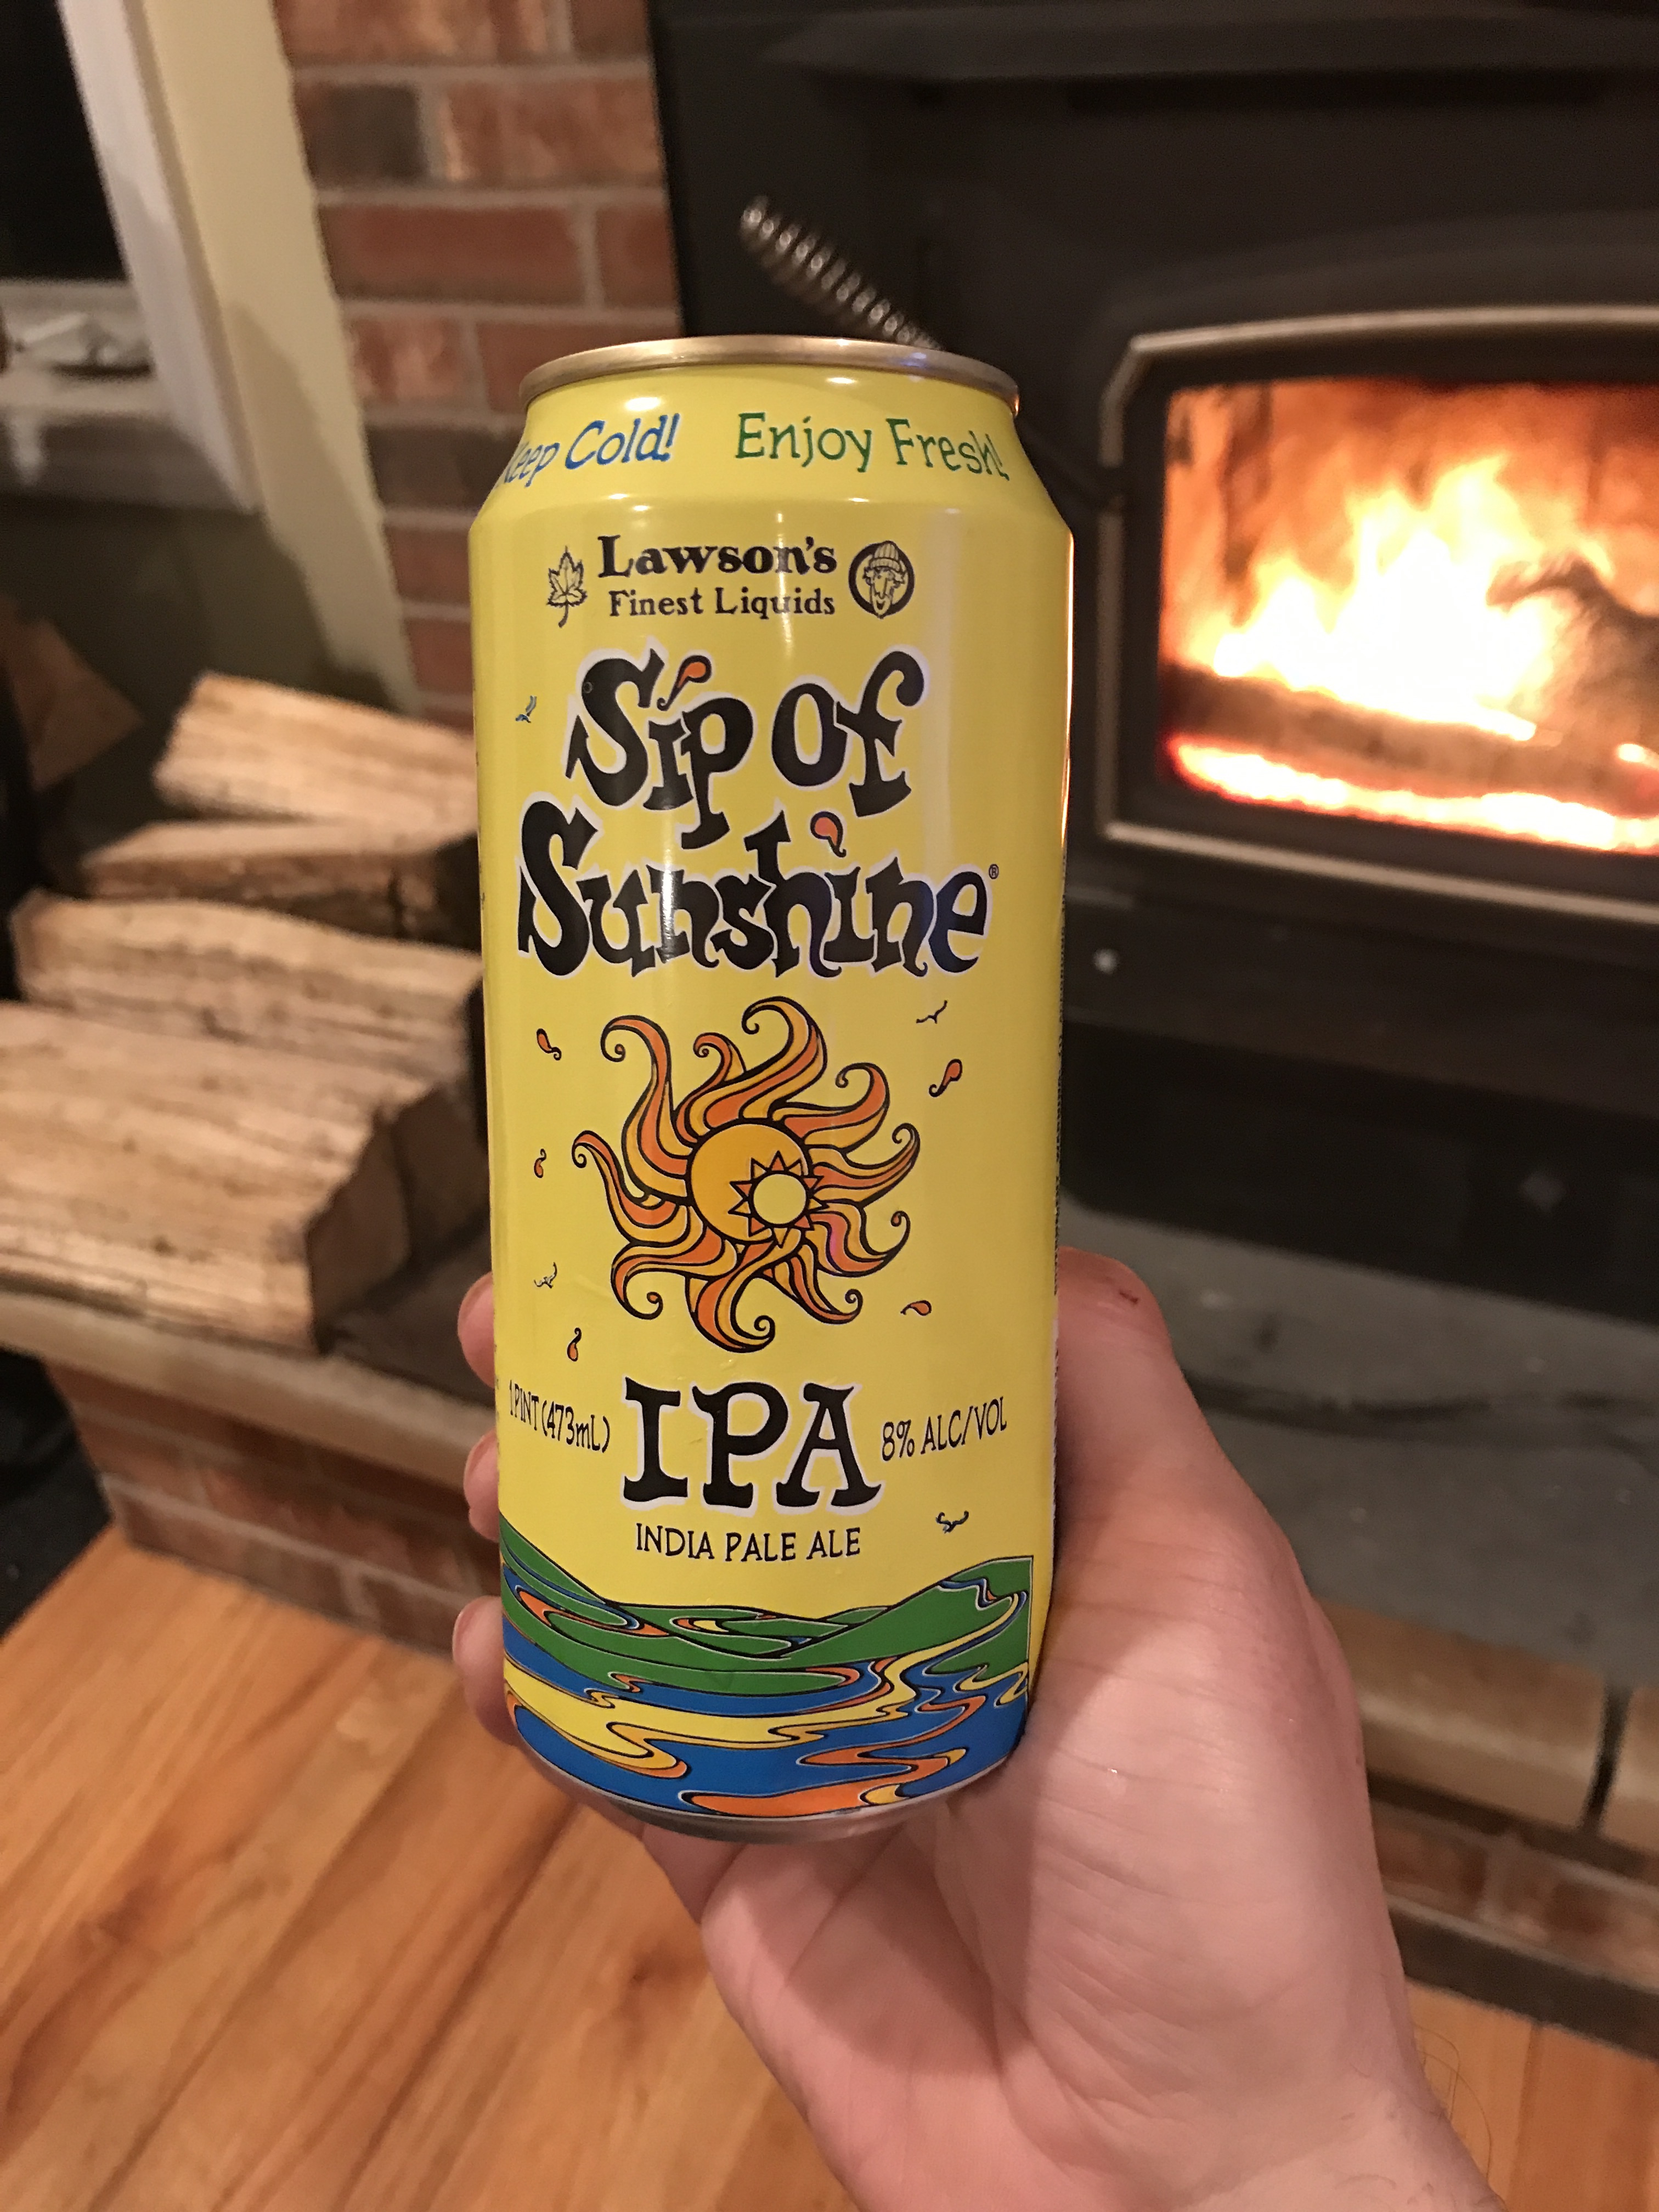 Keep Cold! Enjoy Fresh!
Lawson's
Finest Liquids
Sip of
Sunshine®
1 PINT (473mL) IPA 8% ALC/VOL
INDIA PALE ALE